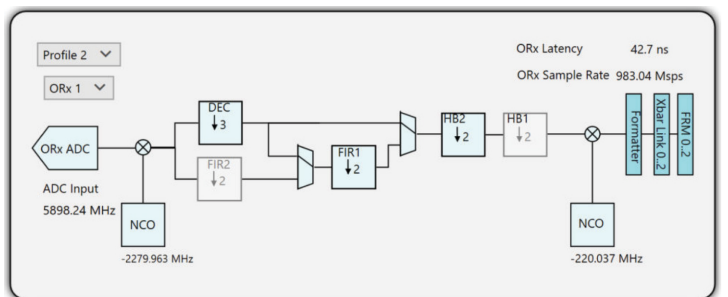 Profile 2
ORx 1
ORx Latency 42.7 ns
ORx Sample Rate 983.04 Msps
DEC
↓3
FIR2
↓2
FIR1
↓2
HB2
↓2
HB1
↓2
ORx ADC
ADC Input
5898.24 MHz
NCO
-2279.963 MHz
NCO
-220.037 MHz
Formatter
Xbar Link 0..2
FRM 0..2